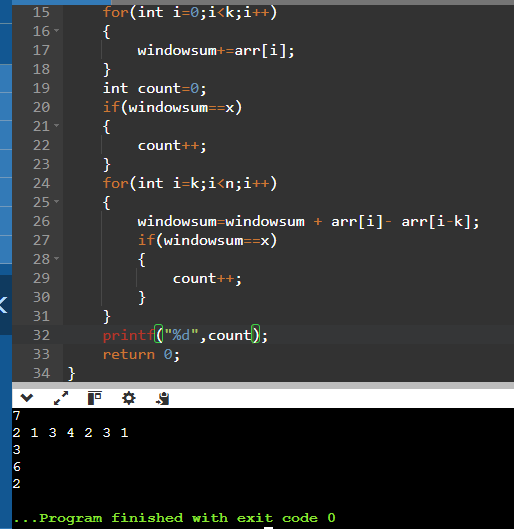 15 for(int i=0;i<k;i++)
16 {
17 windowsum+=arr[i];
18 }
19 int count=0;
20 if(windowsum==x)
21 {
22 count++;
23 }
24 for(int i=k;i<n;i++)
25 {
26 windowsum=windowsum + arr[i]- arr[i-k];
27 if(windowsum==x)
28 {
29 count++;
30 }
31 }
32 printf("%d",count);
33 return 0;
34 }
7
2 1 3 4 2 3 1
3
6
2
...Program finished with exit code 0